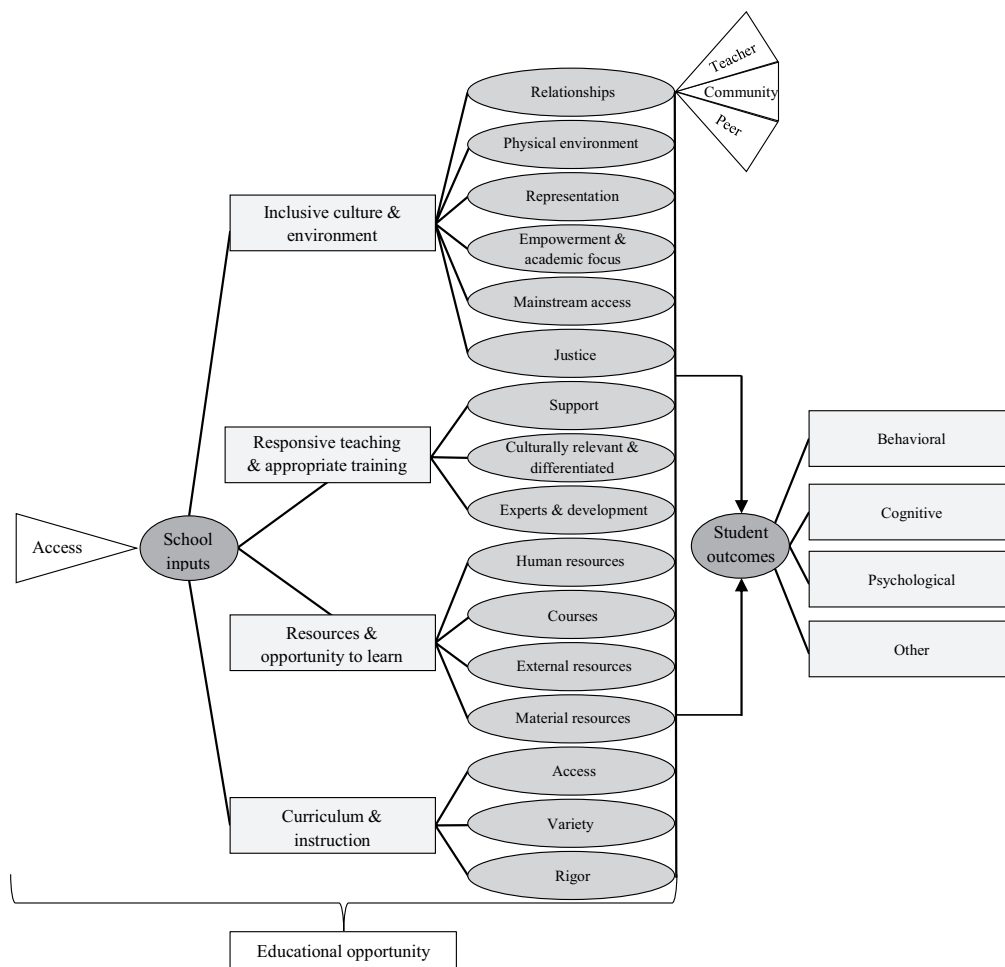 Teacher
Community
Peer
Relationships
Physical environment
Representation
Empowerment &
academic focus
Mainstream access
Justice
Inclusive culture &
environment
Support
Culturally relevant &
differentiated
Experts & development
Responsive teaching
& appropriate training
Access
School
inputs
Human resources
Courses
External resources
Material resources
Resources &
opportunity to learn
Access
Variety
Rigor
Curriculum &
instruction
Student
outcomes
Behavioral
Cognitive
Psychological
Other
Educational opportunity